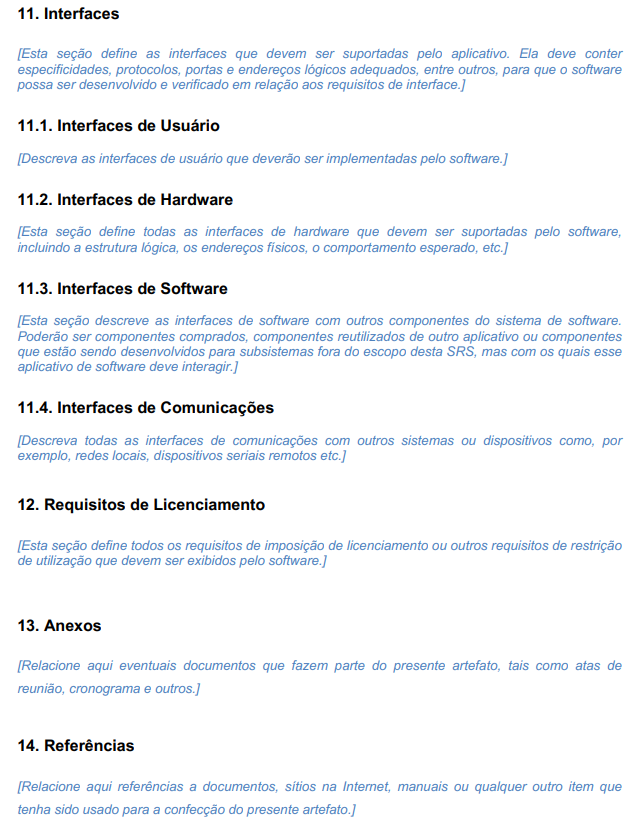 11. Interfaces
[Esta seção define as interfaces que devem ser suportadas pelo aplicativo. Ela deve conter
especificidades, protocolos, portas e endereços lógicos adequados, entre outros, para que o software
possa ser desenvolvido e verificado em relação aos requisitos de interface.]
11.1. Interfaces de Usuário
[Descreva as interfaces de usuário que deverão ser implementadas pelo software.]
11.2. Interfaces de Hardware
[Esta seção define todas as interfaces de hardware que devem ser suportadas pelo software,
incluindo a estrutura lógica, os endereços físicos, o comportamento esperado, etc.]
11.3. Interfaces de Software
[Esta seção descreve as interfaces de software com outros componentes do sistema de software.
Poderão ser componentes comprados, componentes reutilizados de outro aplicativo ou componentes
que estão sendo desenvolvidos para subsistemas fora do escopo desta SRS, mas com os quais esse
aplicativo de software deve interagir.]
11.4. Interfaces de Comunicações
[Descreva todas as interfaces de comunicações com outros sistemas ou dispositivos como, por
exemplo, redes locais, dispositivos seriais remotos etc.]
12. Requisitos de Licenciamento
[Esta seção define todos os requisitos de imposição de licenciamento ou outros requisitos de restrição
de utilização que devem ser exibidos pelo software.]
13. Anexos
[Relacione aqui eventuais documentos que fazem parte do presente artefato, tais como atas de
reunião, cronograma e outros.]
14. Referências
[Relacione aqui referências a documentos, sítios na Internet, manuais ou qualquer outro item que
tenha sido usado para a confecção do presente artefato.]